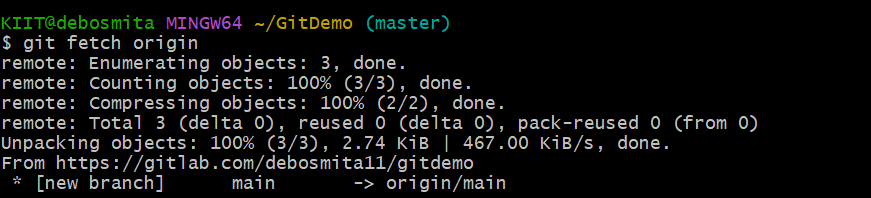 KIIT@debosmita MINGW64 ~/GitDemo (master)
$ git fetch origin
remote: Enumerating objects: 3, done.
remote: Counting objects: 100% (3/3), done.
remote: Compressing objects: 100% (2/2), done.
remote: Total 3 (delta 0), reused 0 (delta 0), pack-reused 0 (from 0)
Unpacking objects: 100% (3/3), 2.74 KiB | 467.00 KiB/s, done.
From https://gitlab.com/debosmita11/gitdemo
 * [new branch]      main       -> origin/main